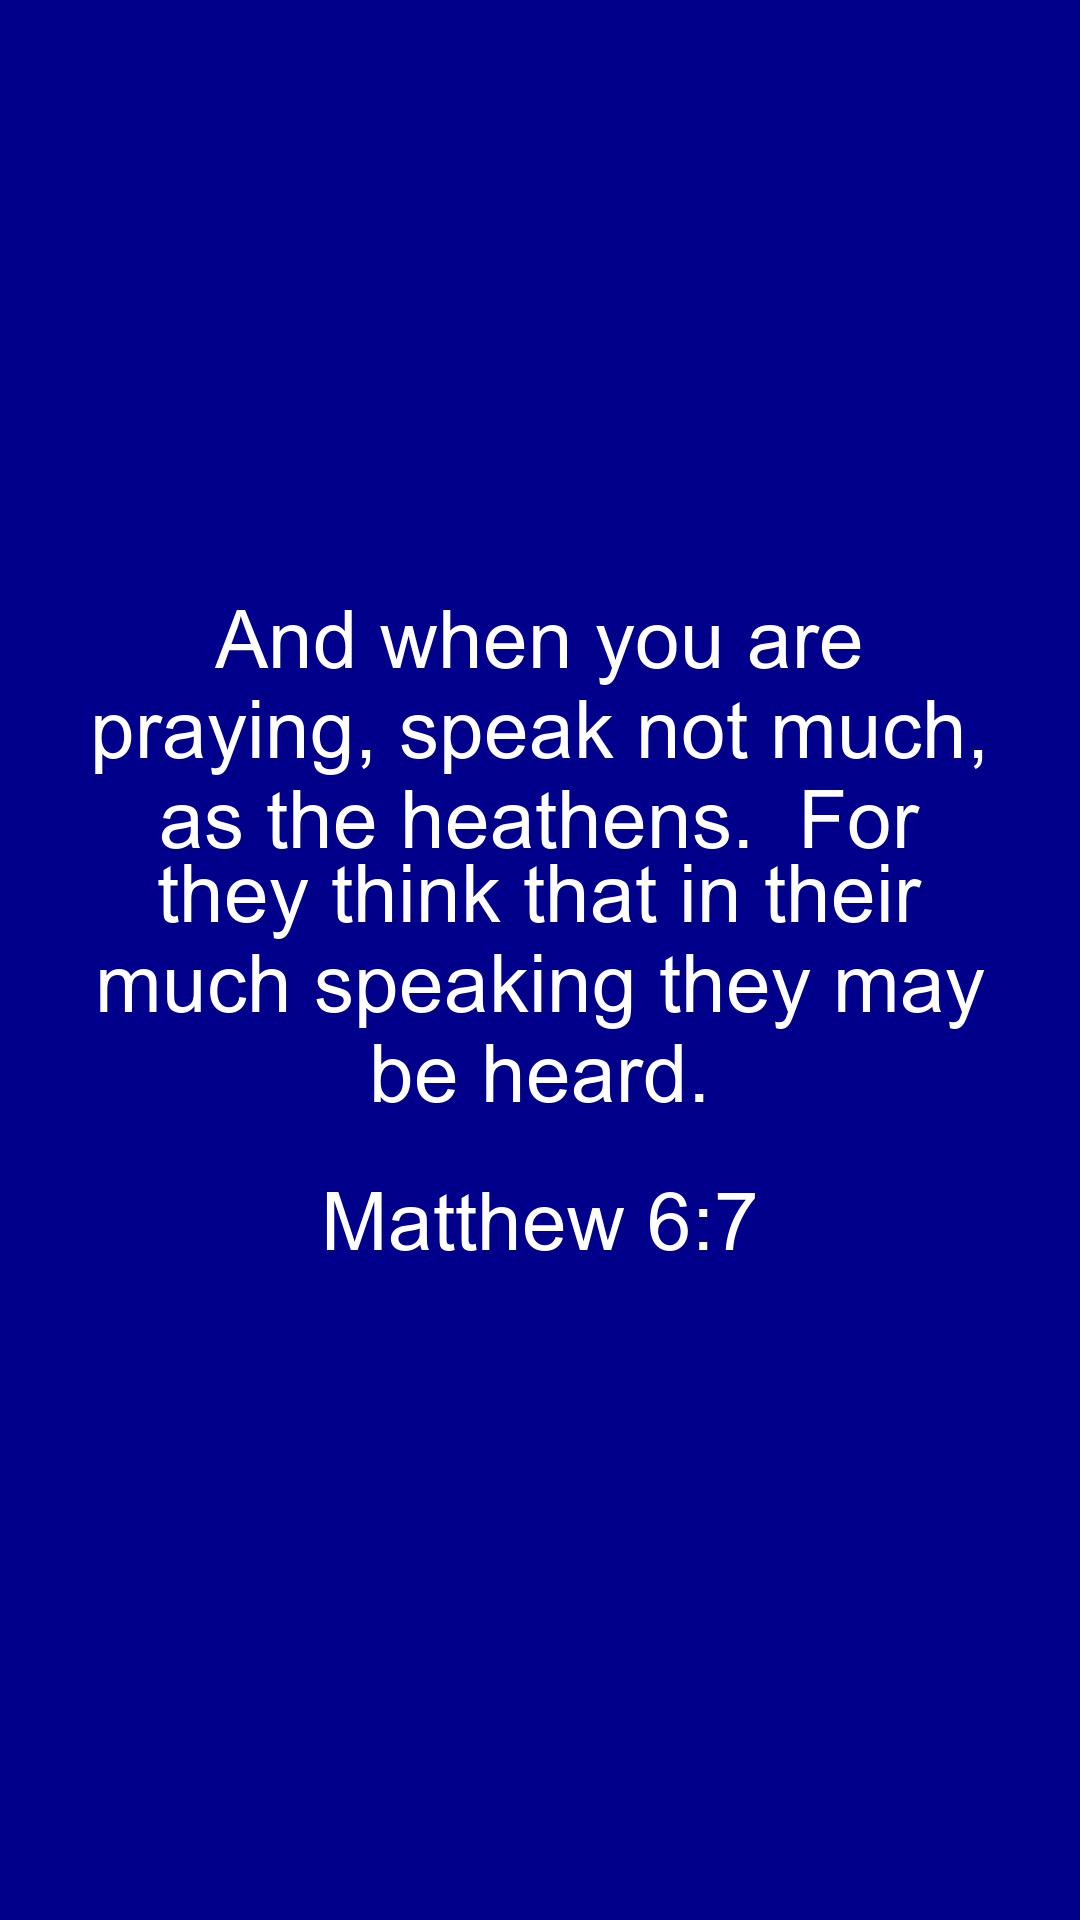 And when you are
praying, speak not much,
as the heathens.  For
they think that in their
much speaking they may
be heard.
Matthew 6:7